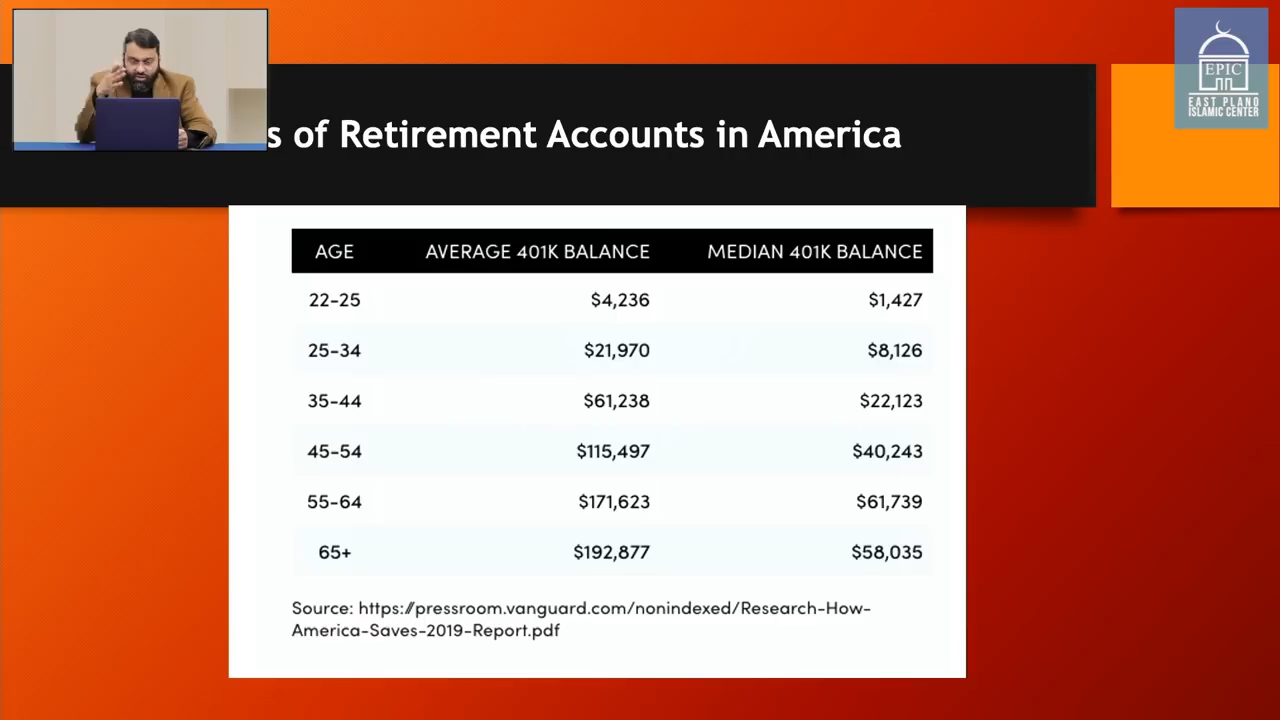 s of Retirement Accounts in America
EPIC
EAST PLANO
ISLAMIC CENTER
AGE AVERAGE 401K BALANCE MEDIAN 401K BALANCE
22-25 $4,236 $1,427
25-34 $21,970 $8,126
35-44 $61,238 $22,123
45-54 $115,497 $40,243
55-64 $171,623 $61,739
65+ $192,877 $58,035
Source: https://pressroom.vanguard.com/nonindexed/Research-How-
America-Saves-2019-Report.pdf